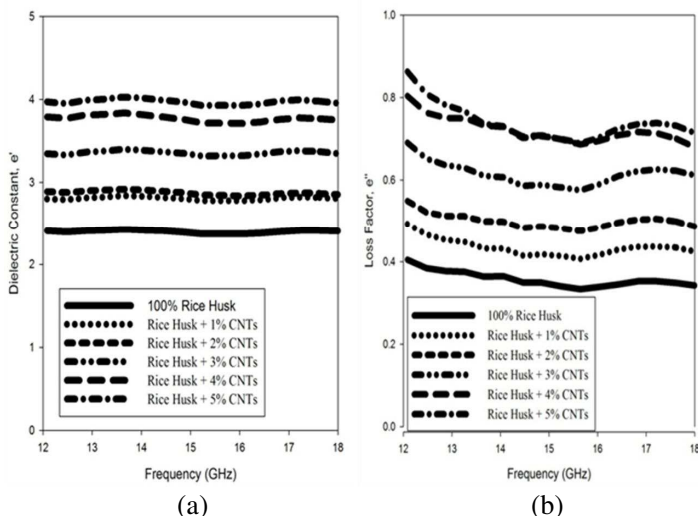 5
4
3
2
1
0
Dielectric Constant, e'
100% Rice Husk
Rice Husk + 1% CNTs
Rice Husk + 2% CNTs
Rice Husk + 3% CNTs
Rice Husk + 4% CNTs
Rice Husk + 5% CNTs
12 13 14 15 16 17 18
Frequency (GHz)
(a)
1.0
0.8
0.6
0.4
0.2
0.0
Loss Factor, e"
100% Rice Husk
Rice Husk + 1% CNTs
Rice Husk + 2% CNTs
Rice Husk + 3% CNTs
Rice Husk + 4% CNTs
Rice Husk + 5% CNTs
12 13 14 15 16 17 18
Frequency (GHz)
(b)